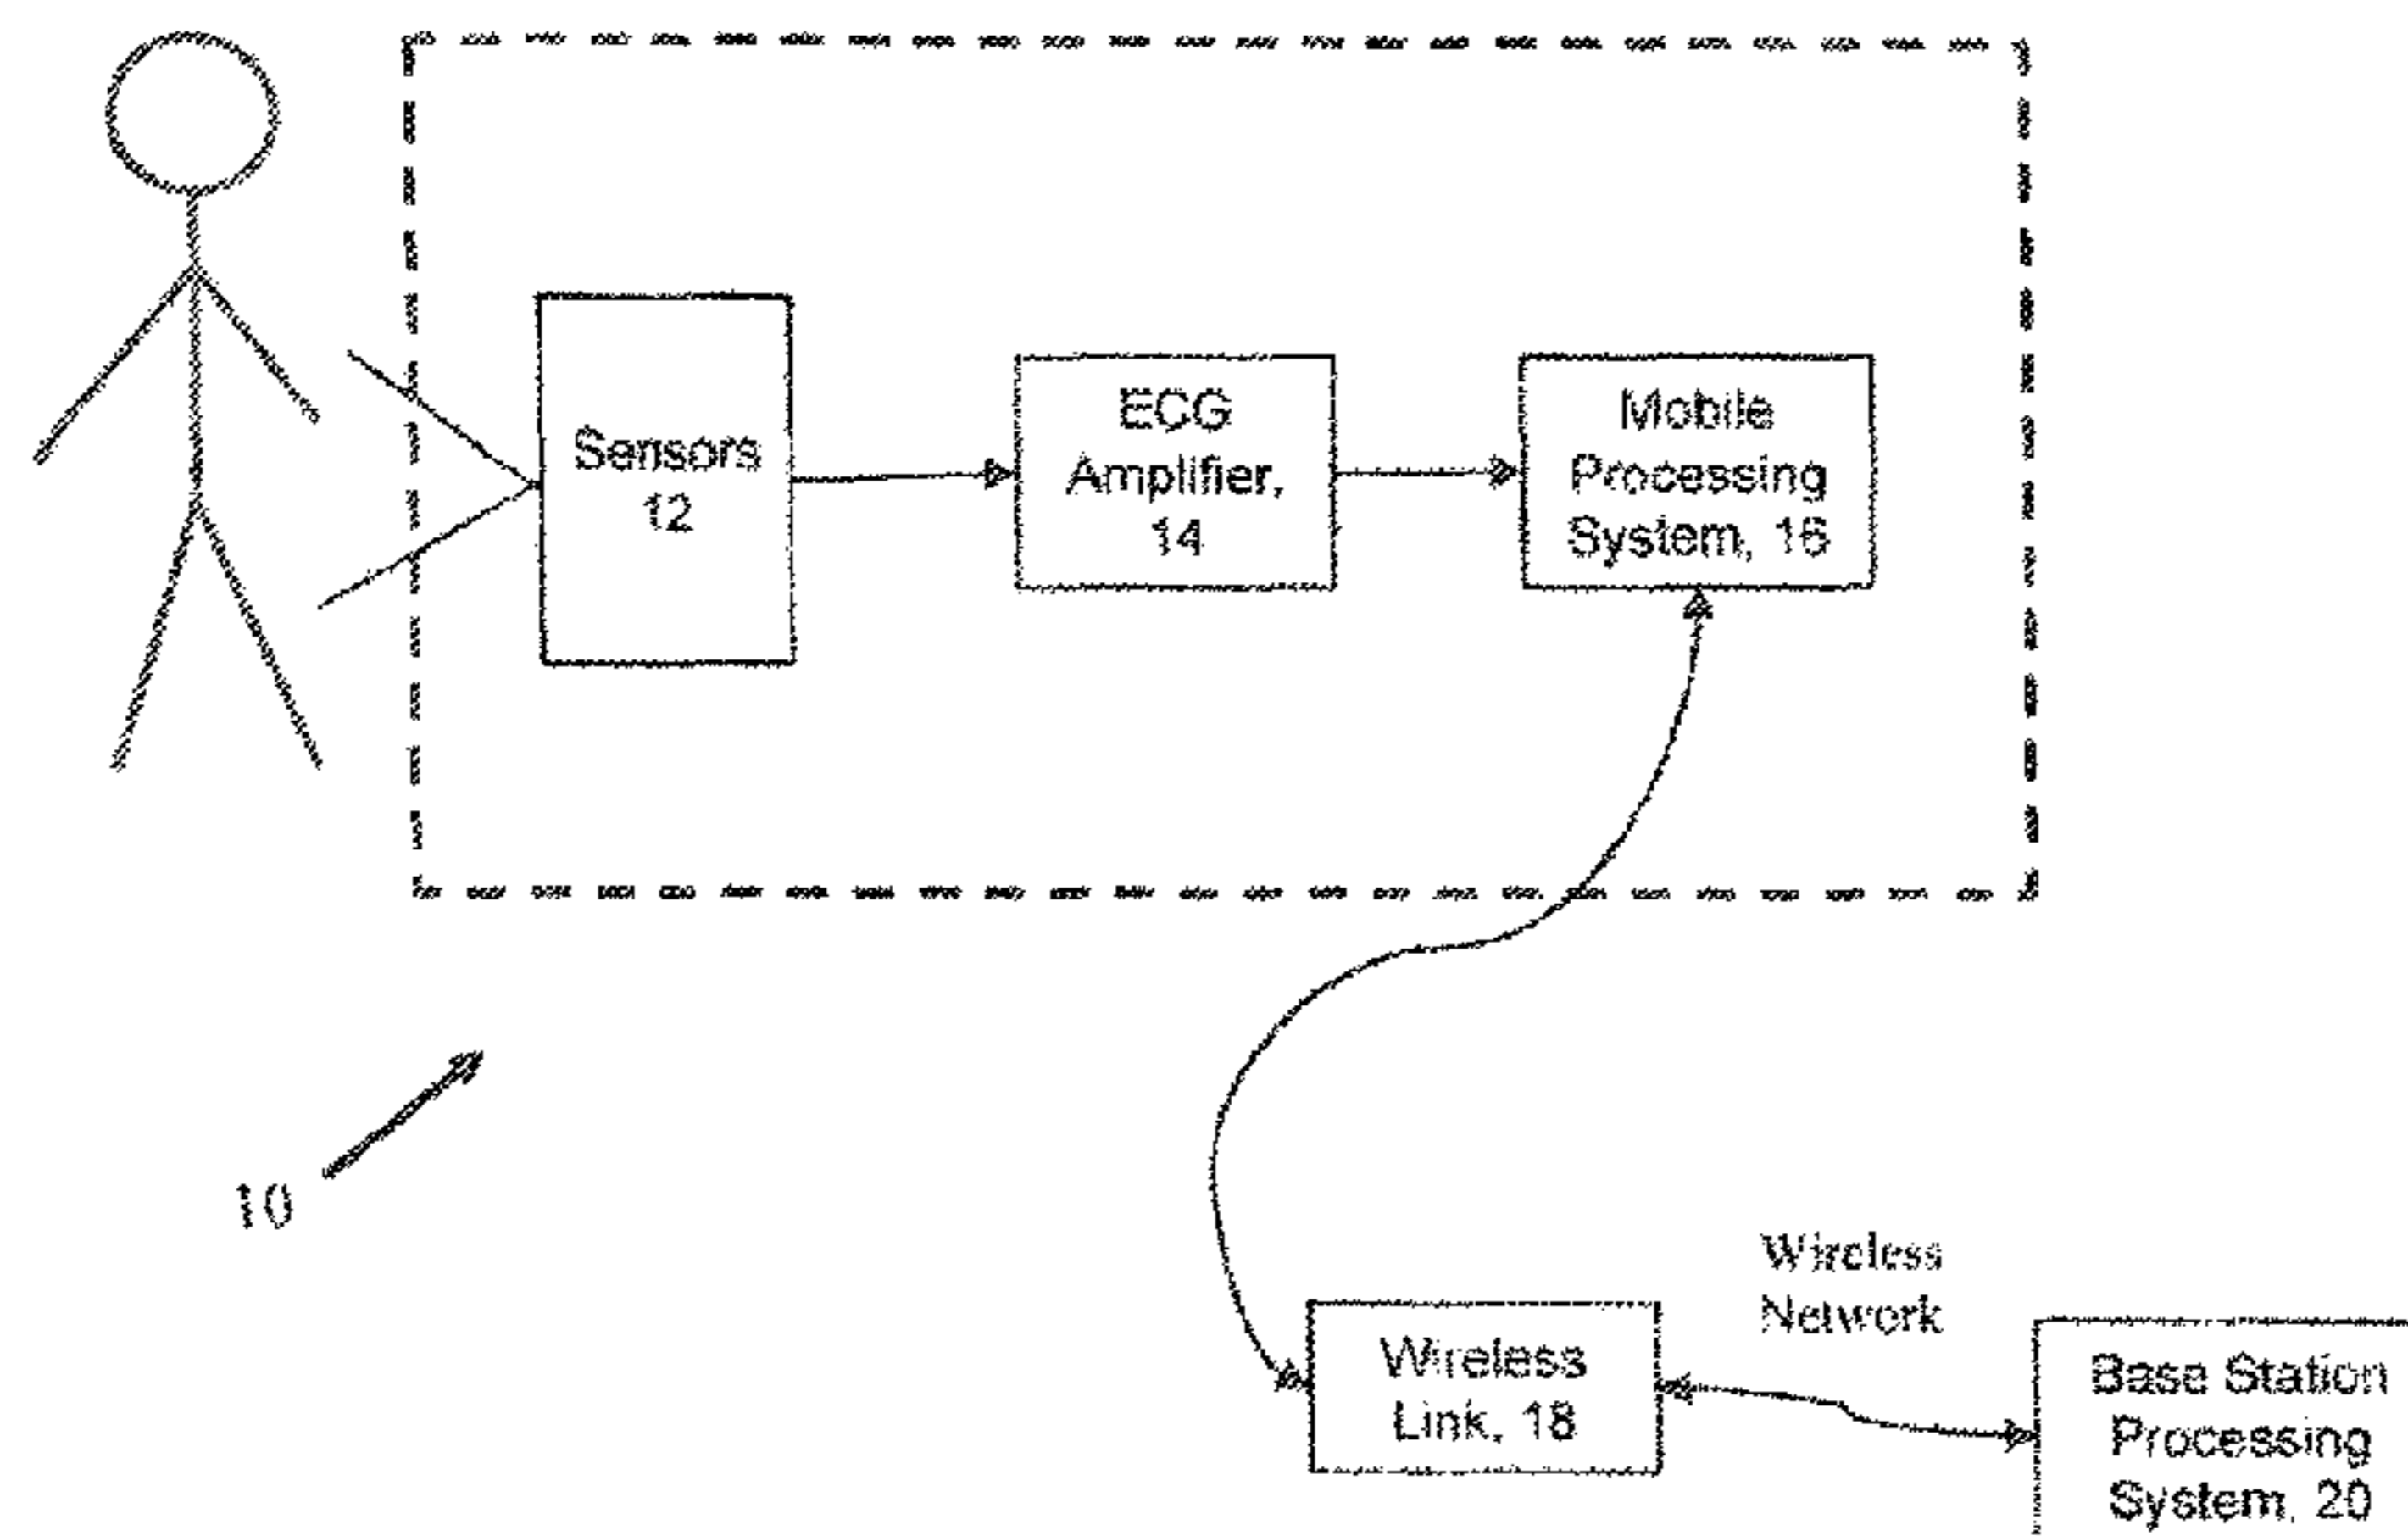 Sensors
12
ECG
Amplifier,
14
Mobile
Processing
System, 16
10
Wireless
Network
Wireless
Link, 18
Base Station
Processing
System, 20